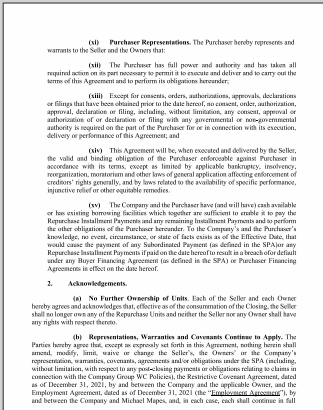 (xi) Purchaser Representations. The Purchaser hereby represents and
warrants to the Seller and the Owners that:
(xii) The Purchaser has full power and authority and has taken all
required action on its part necessary to permit it to execute and deliver and to carry out the
terms of this Agreement and to perform its obligations hereunder;
(xiii) Except for consents, orders, authorizations, approvals, declarations
or filings that have been obtained prior to the date hereof, no consent, order, authorization,
approval, declaration or filing, including, without limitation, any consent, approval or
authorization of or declaration or filing with any governmental or non-governmental
authority is required on the part of the Purchaser for or in connection with its execution,
delivery or performance of this Agreement; and
(xiv) This Agreement will be, when executed and delivered by the Seller,
the valid and binding obligation of the Purchaser enforceable against Purchaser in
accordance with its terms, except as limited by applicable bankruptcy, insolvency,
reorganization, moratorium and other laws of general application affecting enforcement of
creditors' rights generally, and by laws related to the availability of specific performance,
injunctive relief or other equitable remedies.
(xv) The Company and the Purchaser have (and will have) cash available
or has existing borrowing facilities which together are sufficient to enable it to pay the
Repurchase Installment Payments and any remaining Installment Payments and to perform
the other obligations of the Purchaser hereunder. To the Company's and the Purchaser's
knowledge, no event, circumstance, or state of facts exists as of the Effective Date, that
would cause the payment of any Subordinated Payment (as defined in the SPA)or any
Repurchase Installment Payments if paid on the date hereof to result in a breach of or default
under any Buyer Financing Agreement (as defined in the SPA) or Purchaser Financing
Agreements in effect on the date hereof.
2. Acknowledgements.
(a) No Further Ownership of Units. Each of the Seller and each Owner
hereby agrees and acknowledges that, effective as of the consummation of the Closing, the Seller
shall no longer own any of the Repurchase Units and neither the Seller nor any Owner shall have
any rights with respect thereto.
(b) Representations, Warranties and Covenants Continue to Apply. The
Parties hereby agree that, except as expressly set forth in this Agreement, nothing herein shall
amend, modify, limit, waive or change the Seller's, the Owners' or the Company's
representations, warranties, covenants, agreements and/or obligations under the SPA (including,
without limitation, with respect to any post-closing payments or obligations relating to claims in
connection with the Company Group WC Policies), the Restrictive Covenant Agreement, dated
as of December 31, 2021, by and between the Company and the applicable Owner, and the
Employment Agreement, dated as of December 31, 2021 (the "Employment Agreement"), by
and between the Company and Michael Mapes, and, in each case, each shall continue in full